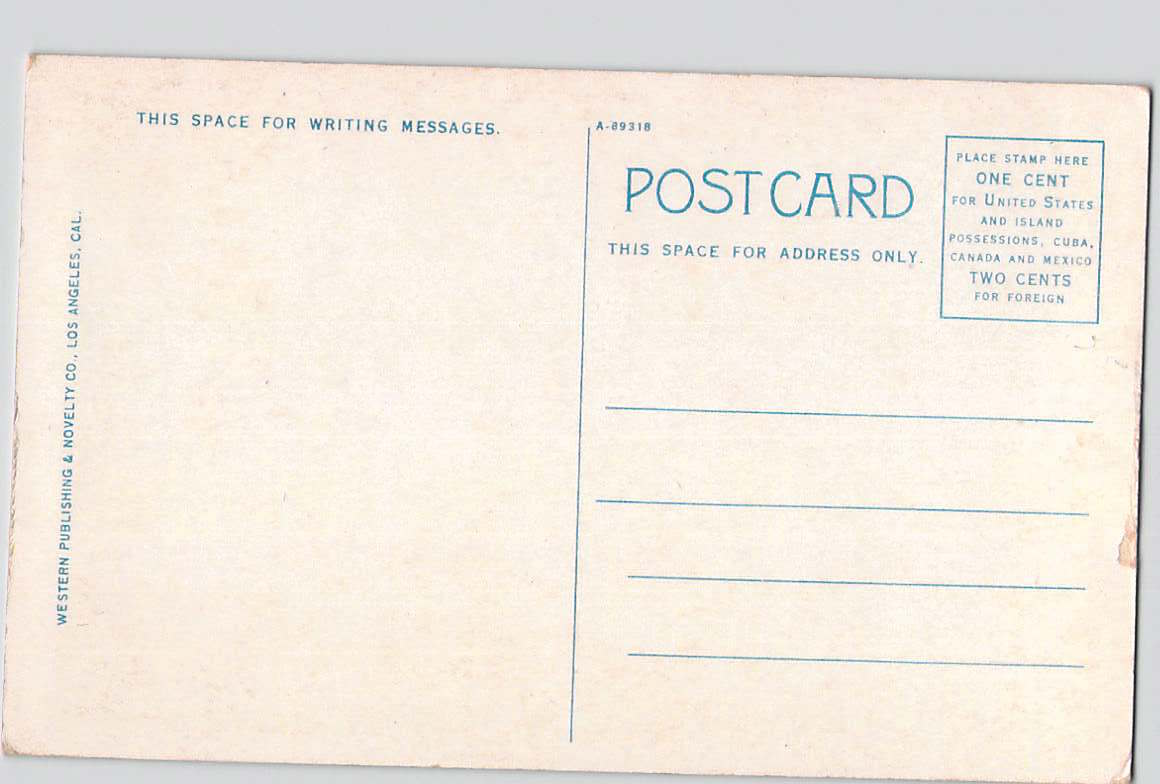 THIS SPACE FOR WRITING MESSAGES.
WESTERN PUBLISHING & NOVELTY CO., LOS ANGELES, CAL.
A-89318
POSTCARD
THIS SPACE FOR ADDRESS ONLY.
PLACE STAMP HERE
ONE CENT
FOR UNITED STATES
AND ISLAND
POSSESSIONS, CUBA,
CANADA AND MEXICO
TWO CENTS
FOR FOREIGN